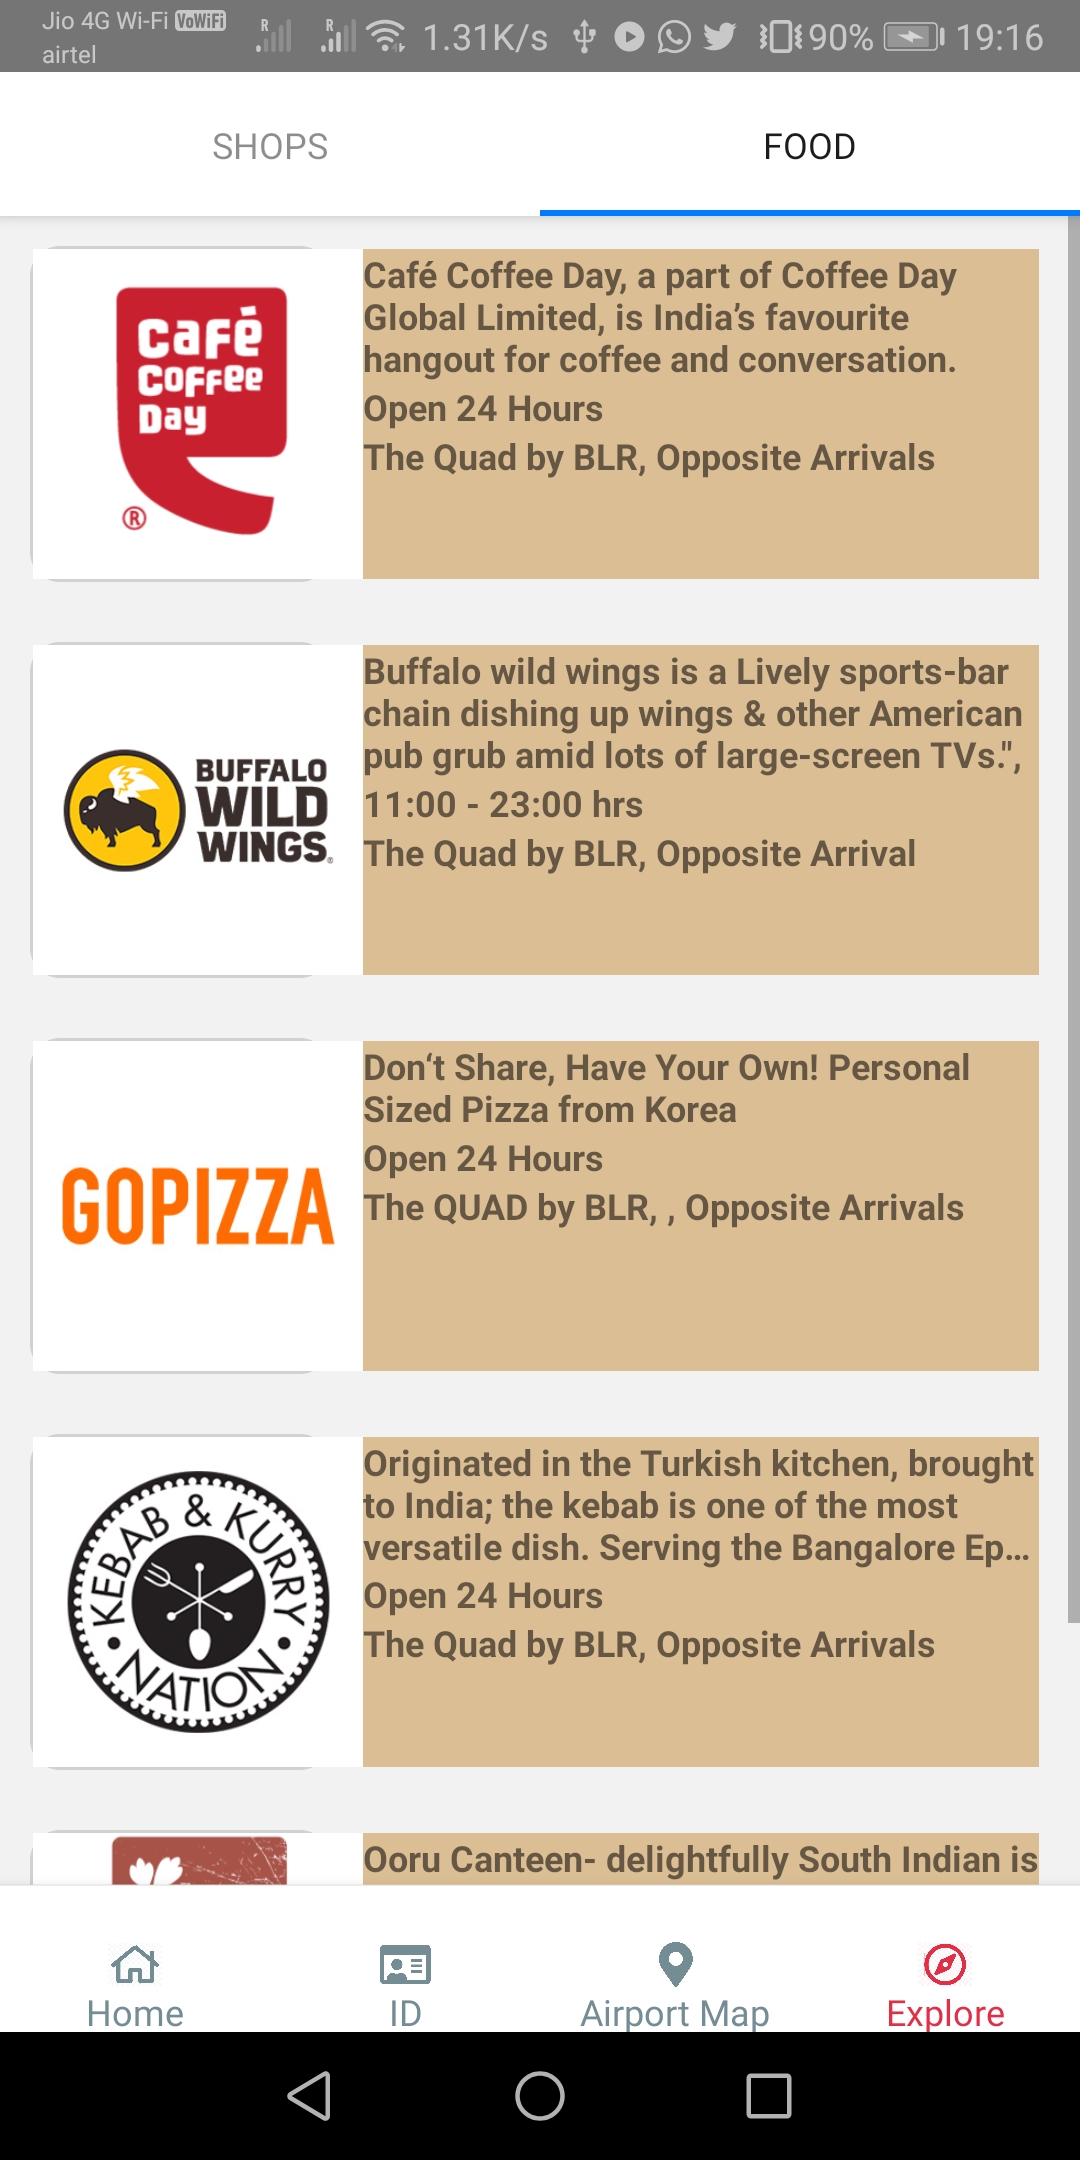 Jio 4G Wi-Fi VoWiFi
airtel
R
R
1.31K/s
90%
19:16
SHOPS
FOOD
Café
Coffee
Day
®
Café Coffee Day, a part of Coffee Day
Global Limited, is India’s favourite
hangout for coffee and conversation.
Open 24 Hours
The Quad by BLR, Opposite Arrivals
BUFFALO
WILD
WINGS®
Buffalo wild wings is a Lively sports-bar
chain dishing up wings & other American
pub grub amid lots of large-screen TVs.",
11:00 - 23:00 hrs
The Quad by BLR, Opposite Arrival
GOPIZZA
Don‘t Share, Have Your Own! Personal
Sized Pizza from Korea
Open 24 Hours
The QUAD by BLR, , Opposite Arrivals
KEBAB & KURRY
NATION
Originated in the Turkish kitchen, brought
to India; the kebab is one of the most
versatile dish. Serving the Bangalore Ep...
Open 24 Hours
The Quad by BLR, Opposite Arrivals
Ooru Canteen- delightfully South Indian is
Home
ID
Airport Map
Explore